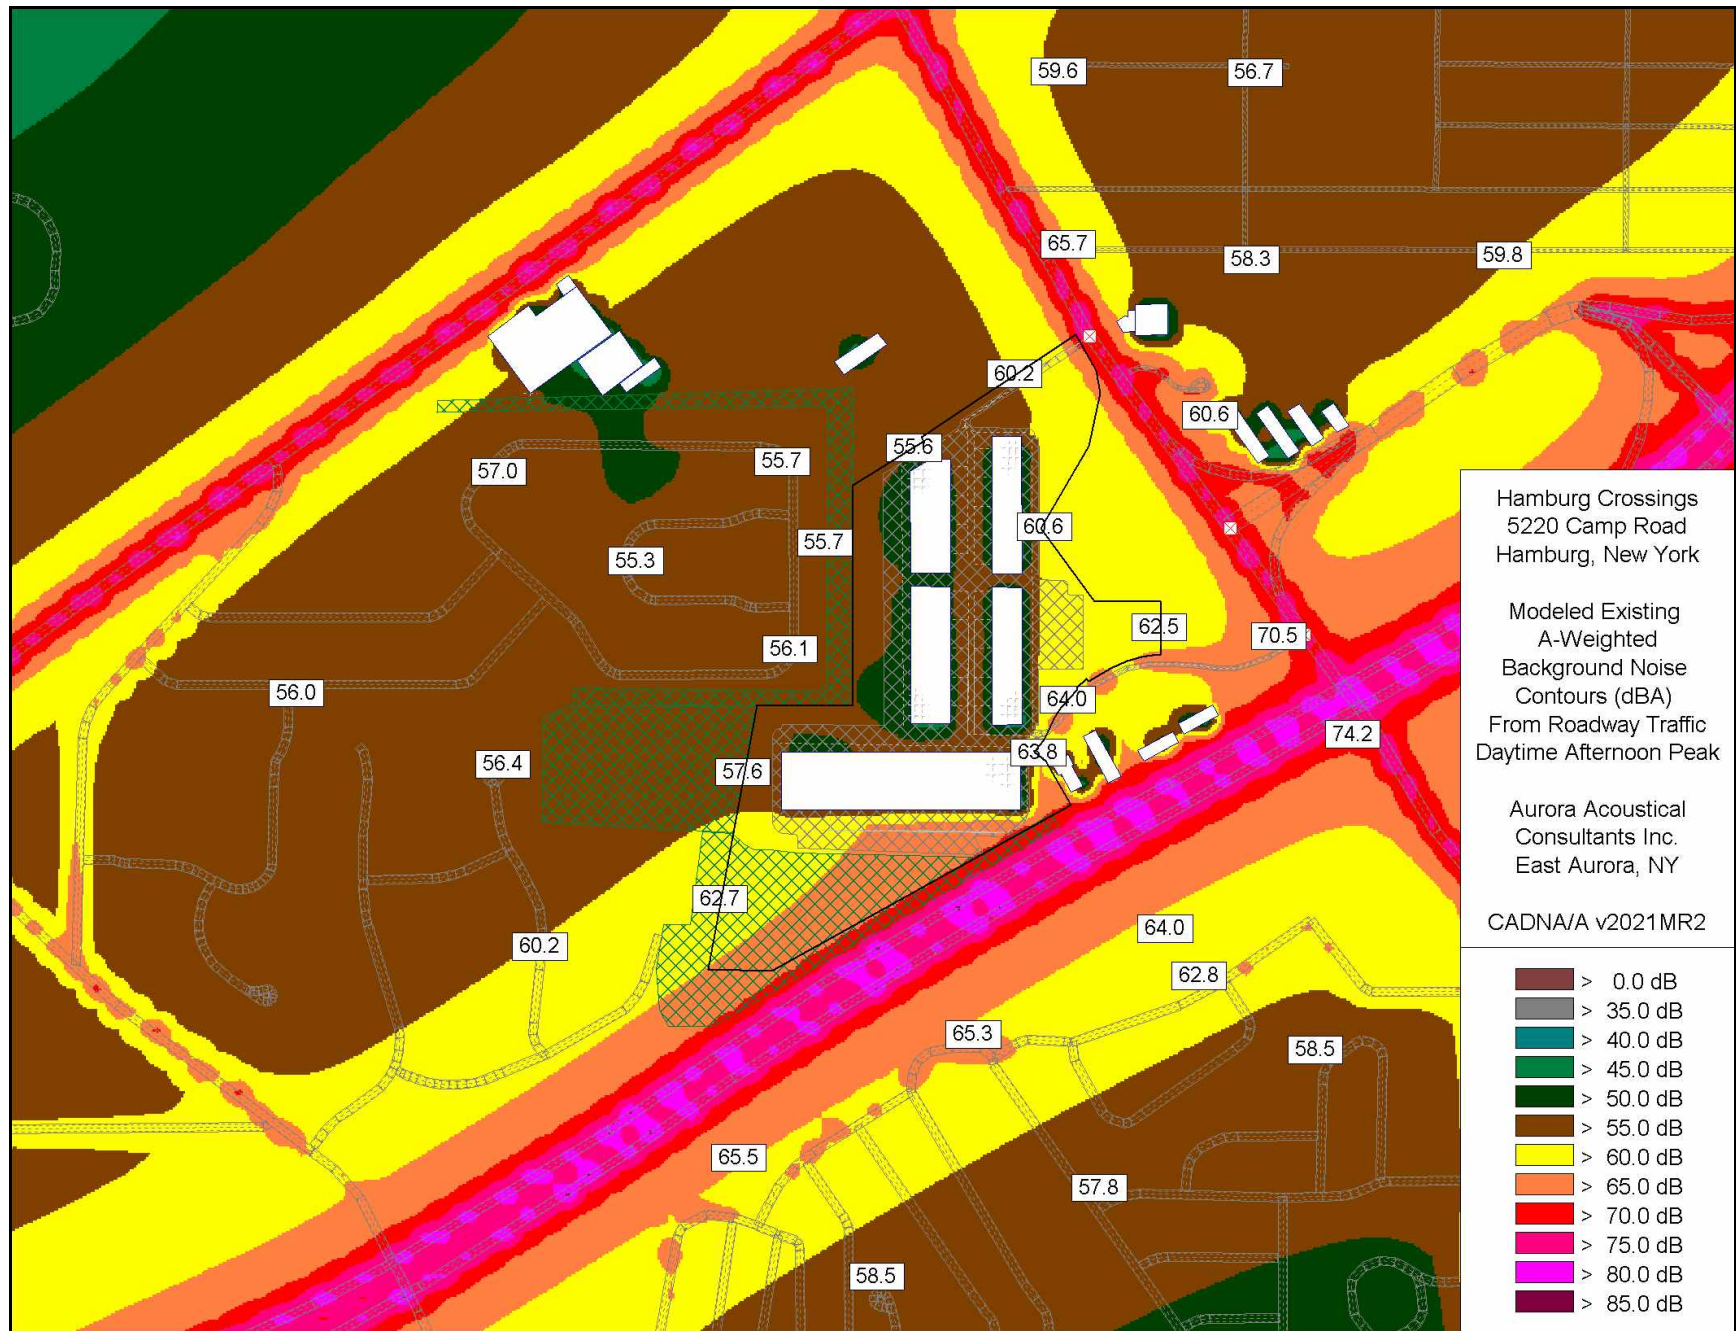 59.6
56.7
65.7
58.3
59.8
60.2
60.6
55.6
55.7
57.0
60.6
55.7
55.3
62.5
70.5
56.1
56.0
64.0
74.2
63.8
56.4
57.6
62.7
64.0
60.2
62.8
65.3
58.5
65.5
57.8
58.5
Hamburg Crossings
5220 Camp Road
Hamburg, New York
Modeled Existing
A-Weighted
Background Noise
Contours (dBA)
From Roadway Traffic
Daytime Afternoon Peak
Aurora Acoustical
Consultants Inc.
East Aurora, NY
CADNA/A v2021MR2
> 0.0 dB
> 35.0 dB
> 40.0 dB
> 45.0 dB
> 50.0 dB
> 55.0 dB
> 60.0 dB
> 65.0 dB
> 70.0 dB
> 75.0 dB
> 80.0 dB
> 85.0 dB